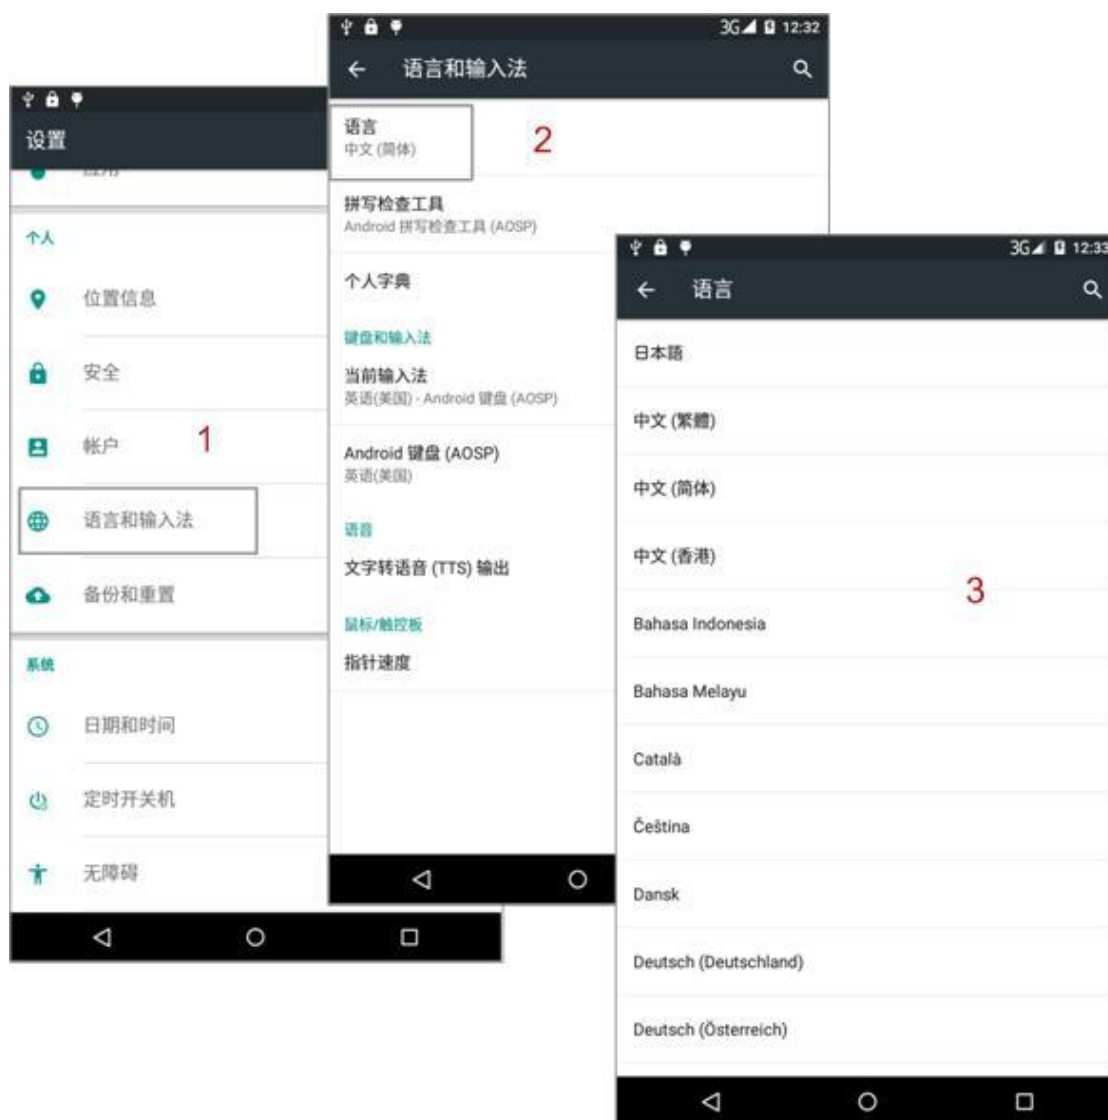 设置
应用
个人
位置信息
安全
帐户
1
语言和输入法
备份和重置
系统
日期和时间
定时开关机
无障碍
3G 12:32
语言和输入法
语言
中文 (简体)
2
拼写检查工具
Android 拼写检查工具 (AOSP)
个人字典
键盘和输入法
当前输入法
英语(美国) - Android 键盘 (AOSP)
Android 键盘 (AOSP)
英语(美国)
语音
文字转语音 (TTS) 输出
鼠标/触控板
指针速度
3G 12:33
语言
日本語
中文 (繁體)
中文 (简体)
中文 (香港)
3
Bahasa Indonesia
Bahasa Melayu
Català
Čeština
Dansk
Deutsch (Deutschland)
Deutsch (Österreich)